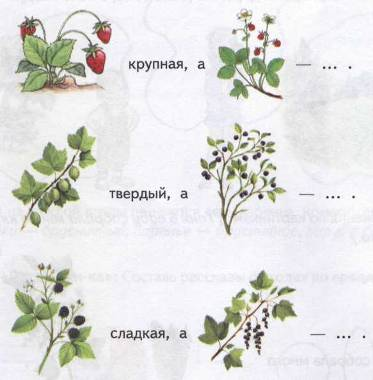 крупная, а — ... .
твердый, а — ... .
сладкая, а — ... .